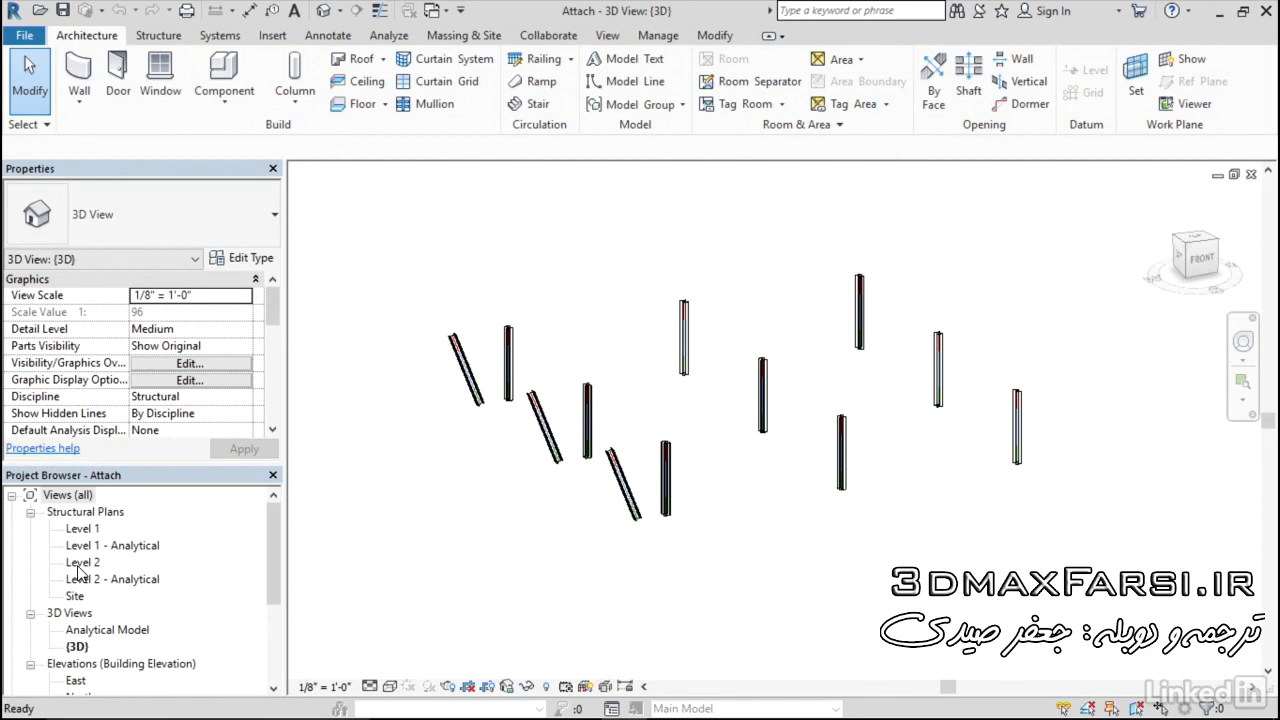 Attach - 3D View: {3D}
Type a keyword or phrase
Sign In
File
Architecture
Structure
Systems
Insert
Annotate
Analyze
Massing & Site
Collaborate
View
Manage
Modify
Modify
Wall
Door
Window
Component
Column
Roof
Ceiling
Floor
Curtain System
Curtain Grid
Mullion
Railing
Ramp
Stair
Model Text
Model Line
Model Group
Room
Room Separator
Tag Room
Area
Area Boundary
Tag Area
By Face
Shaft
Wall
Vertical
Dormer
Level
Grid
Set
Show
Ref Plane
Viewer
Select
Build
Circulation
Model
Room & Area
Opening
Datum
Work Plane
Properties
3D View
3D View: {3D}
Edit Type
Graphics
View Scale 1/8" = 1'-0"
Scale Value 1: 96
Detail Level Medium
Parts Visibility Show Original
Visibility/Graphics Ov... Edit...
Graphic Display Optio... Edit...
Discipline Structural
Show Hidden Lines By Discipline
Default Analysis Displ... None
Properties help
Apply
Project Browser - Attach
Views (all)
Structural Plans
Level 1
Level 1 - Analytical
Level 2
Level 2 - Analytical
Site
3D Views
Analytical Model
{3D}
Elevations (Building Elevation)
East
FRONT
3DMAXFARSI.IR
ترجمه و دوبله: جعفر صیدی
LinkedIn
1/8" = 1'-0"
Ready
:0
Main Model
:0